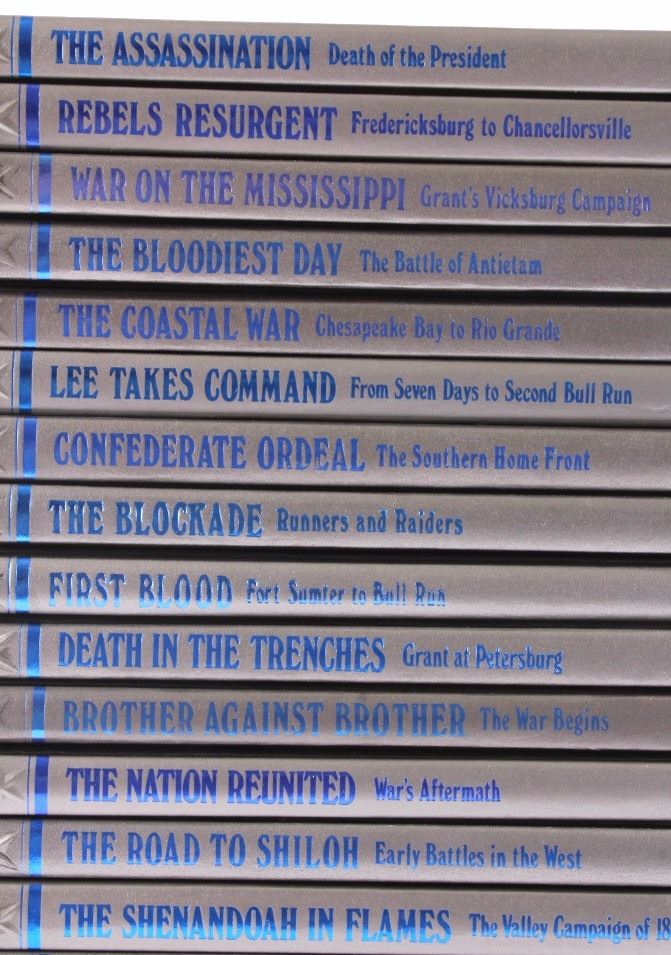 THE ASSASSINATION Death of the President
REBELS RESURGENT Fredericksburg to Chancellorsville
WAR ON THE MISSISSIPPI Grant's Vicksburg Campaign
THE BLOODIEST DAY The Battle of Antietam
THE COASTAL WAR Chesapeake Bay to Rio Grande
LEE TAKES COMMAND From Seven Days to Second Bull Run
CONFEDERATE ORDEAL The Southern Home Front
THE BLOCKADE Runners and Raiders
FIRST BLOOD Fort Sumter to Bull Run
DEATH IN THE TRENCHES Grant at Petersburg
BROTHER AGAINST BROTHER The War Begins
THE NATION REUNITED War's Aftermath
THE ROAD TO SHILOH Early Battles in the West
THE SHENANDOAH IN FLAMES The Valley Campaign of 18